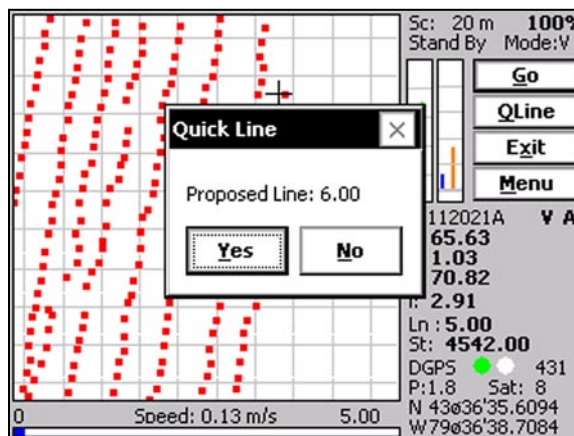 Sc: 20 m 100%
Stand By Mode:V
Go
QLine
Exit
Menu
Quick Line
Proposed Line: 6.00
Yes
No
112021A V A
65.63
1.03
70.82
2.91
Ln : 5.00
St: 4542.00
DGPS 431
P:1.8 Sat: 8
N 43ø36'35.6094
W79ø36'38.7084
0 Speed: 0.13 m/s 5.00